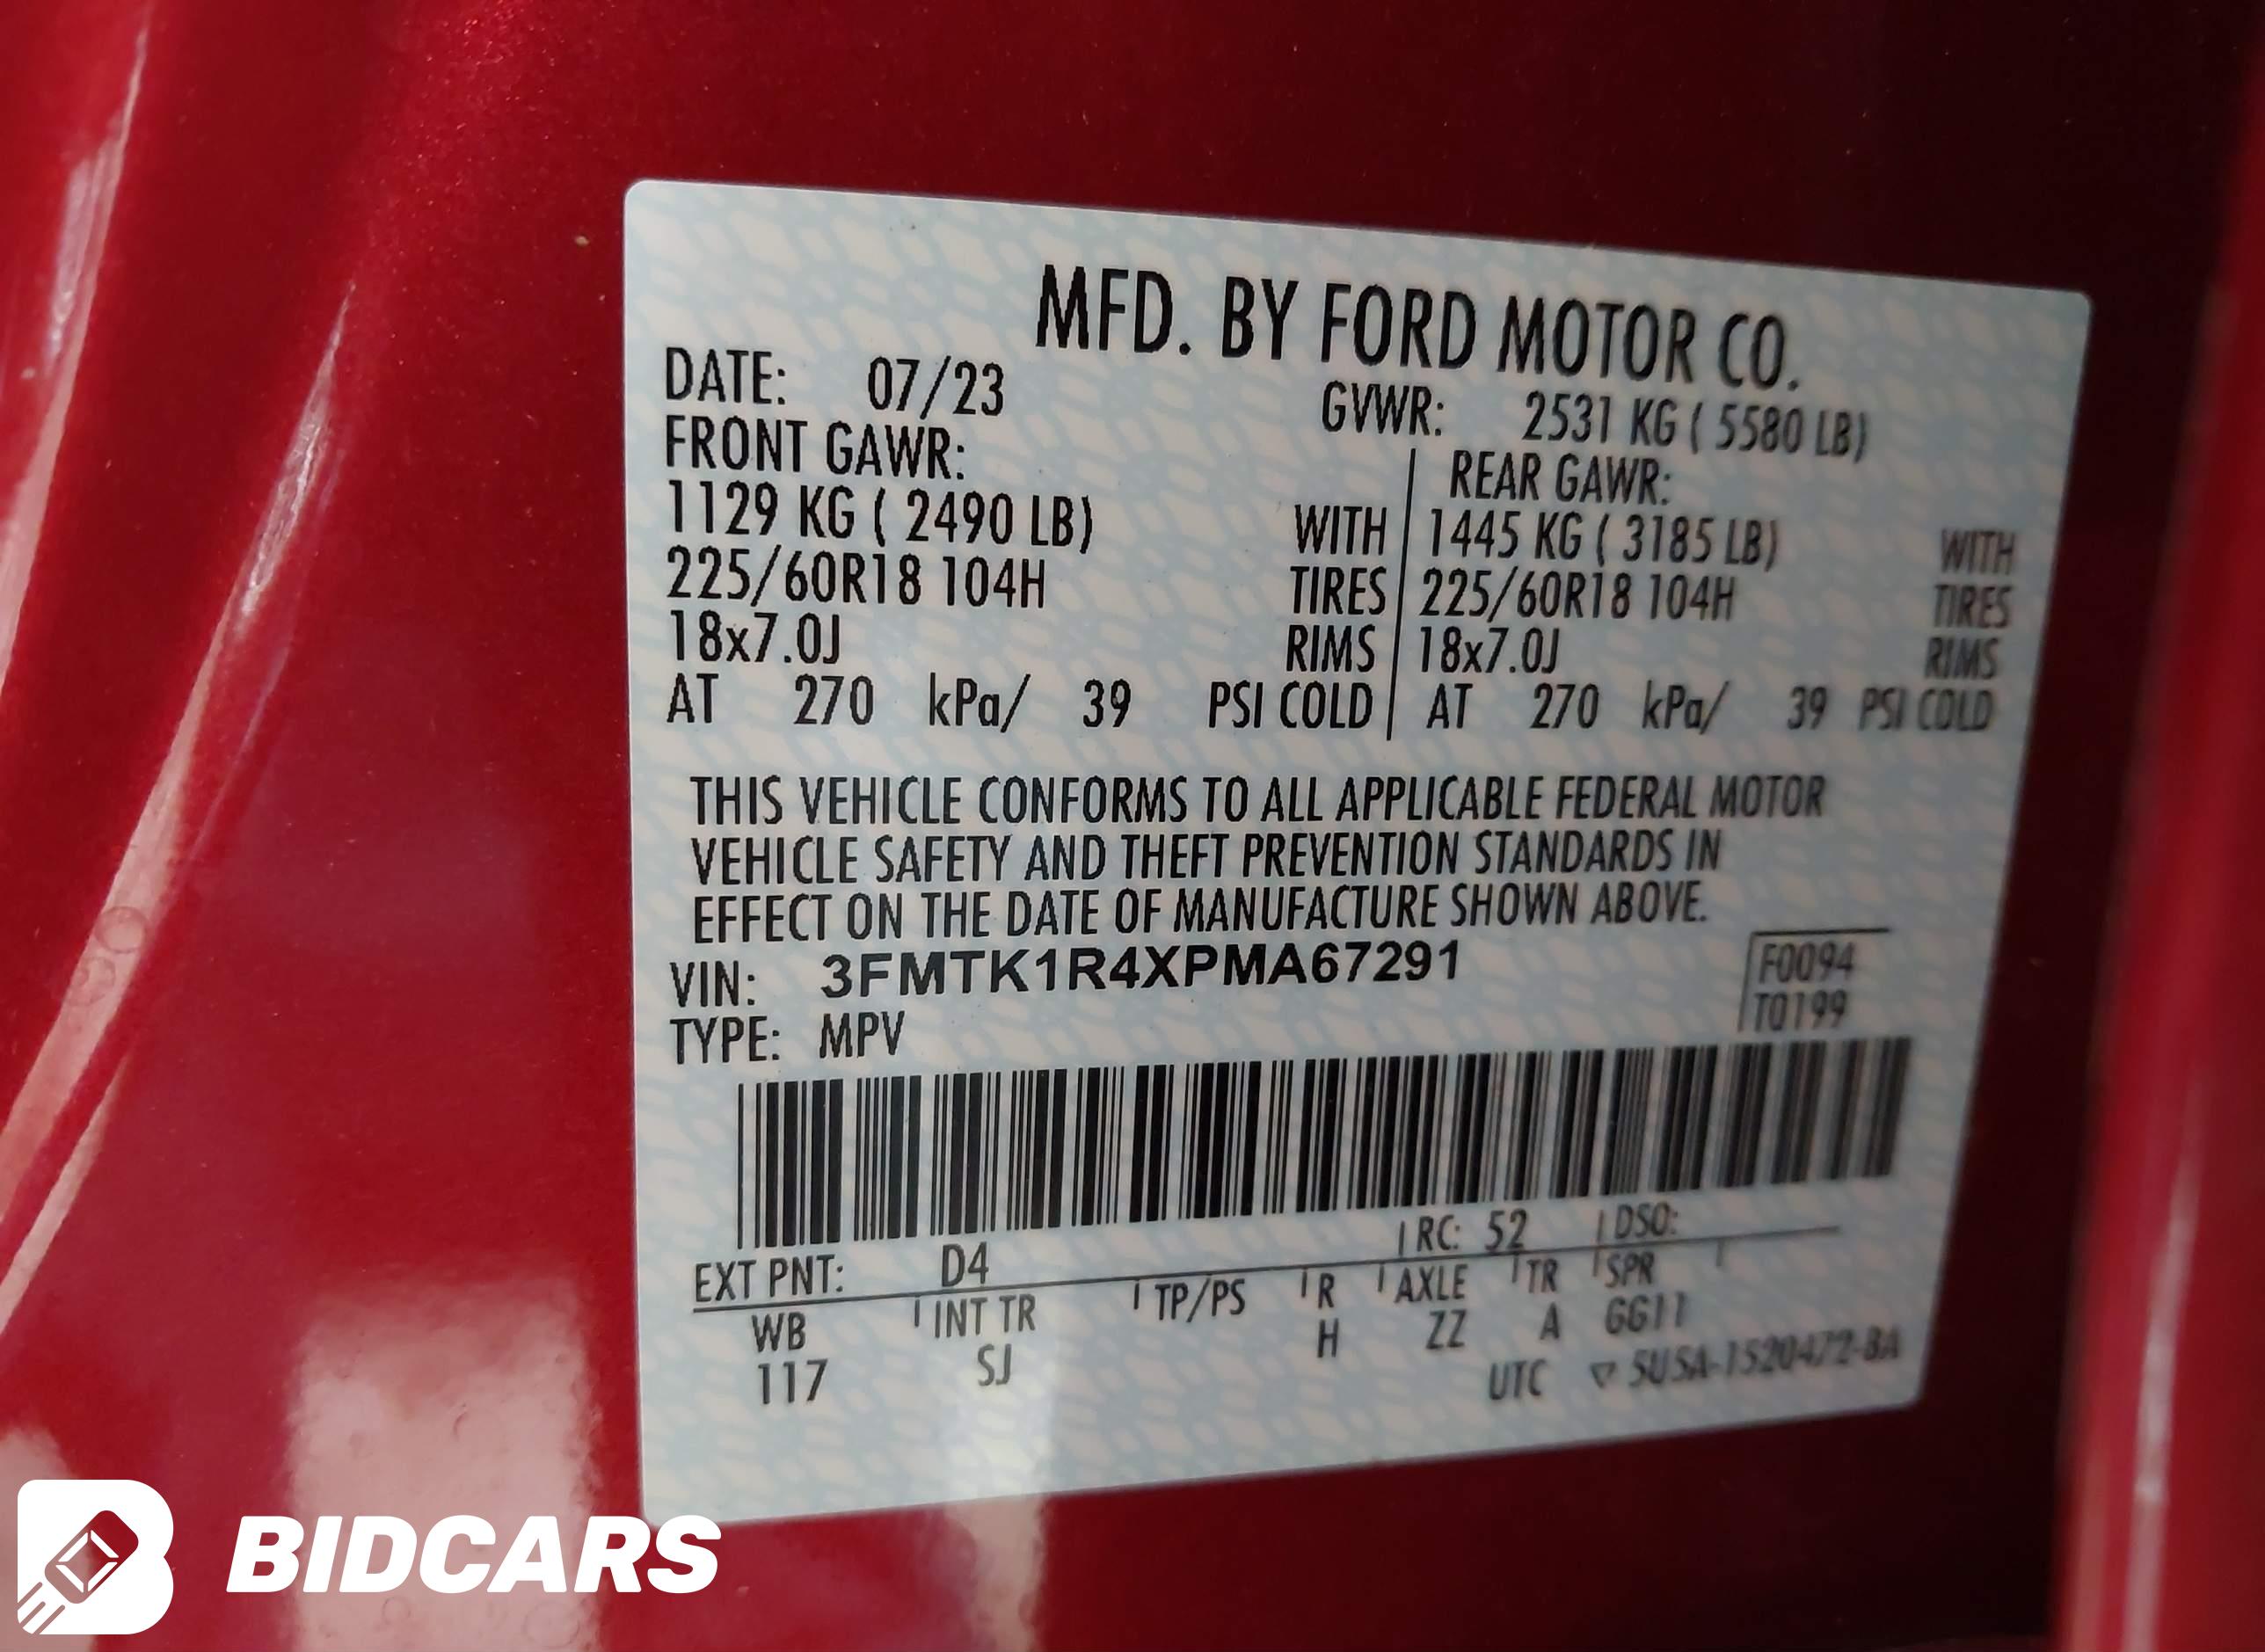 MFD. BY FORD MOTOR CO.
DATE: 07/23 GVWR: 2531 KG ( 5580 LB)
FRONT GAWR: REAR GAWR:
1129 KG ( 2490 LB) WITH 1445 KG ( 3185 LB) WITH
225/60R18 104H TIRES 225/60R18 104H TIRES
18x7.0J RIMS 18x7.0J RIMS
AT 270 kPa/ 39 PSI COLD AT 270 kPa/ 39 PSI COLD
THIS VEHICLE CONFORMS TO ALL APPLICABLE FEDERAL MOTOR
VEHICLE SAFETY AND THEFT PREVENTION STANDARDS IN
EFFECT ON THE DATE OF MANUFACTURE SHOWN ABOVE.
VIN: 3FMTK1R4XPMA67291 F0094
TYPE: MPV T0199
EXT PNT: D4 RC: 52 DSO:
WB INT TR TP/PS R AXLE TR SPR
117 SJ H ZZ A GG11
UTC ▽ 5U5A-1520472-BA
BIDCARS